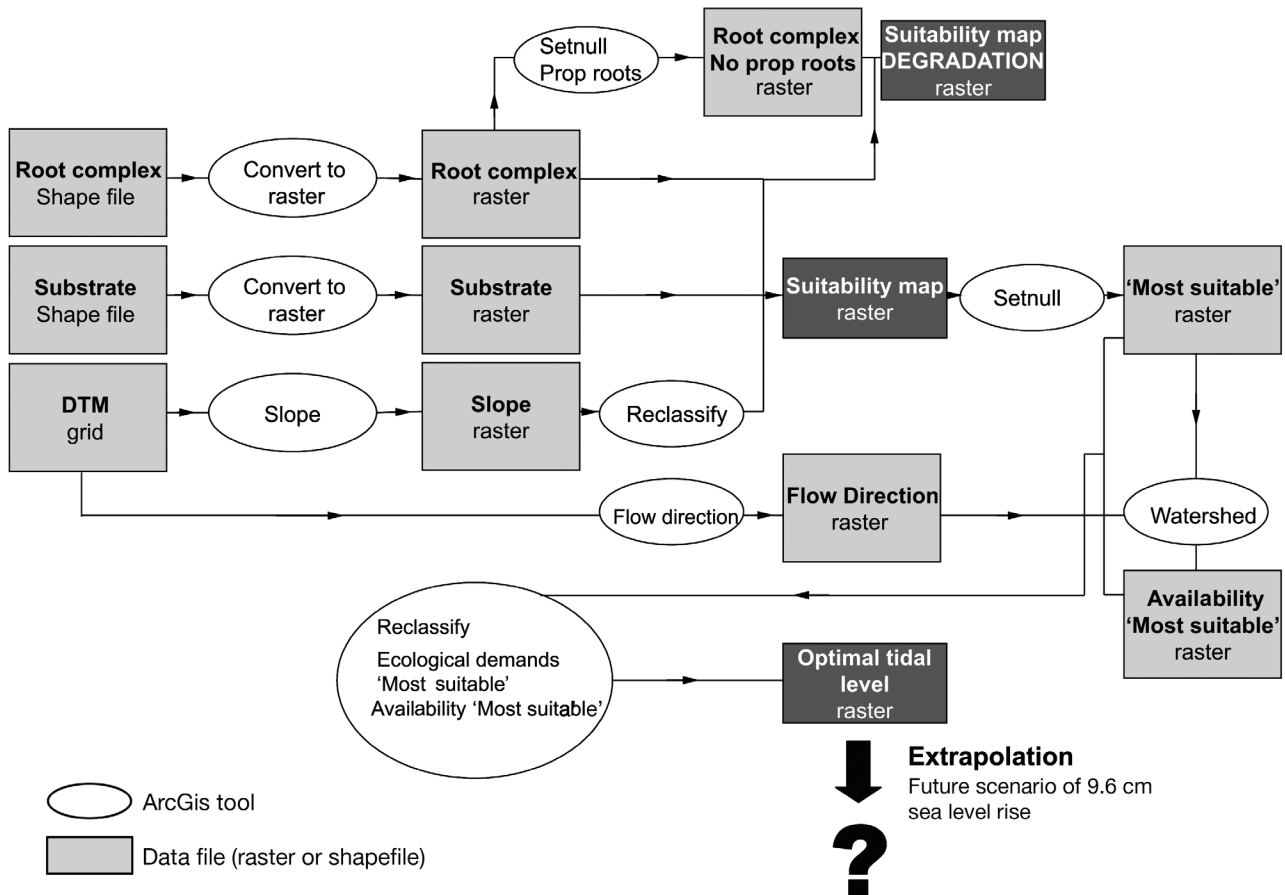 Setnull
Prop roots
Root complex
No prop roots
raster
Suitability map
DEGRADATION
raster
Root complex
Shape file
Convert to
raster
Root complex
raster
Substrate
Shape file
Convert to
raster
Substrate
raster
Suitability map
raster
Setnull
‘Most suitable’
raster
DTM
grid
Slope
Slope
raster
Reclassify
Flow direction
Flow Direction
raster
Watershed
Availability
‘Most suitable’
raster
Reclassify
Ecological demands
‘Most suitable’
Availability ‘Most suitable’
Optimal tidal
level
raster
Extrapolation
Future scenario of 9.6 cm
sea level rise
?
ArcGis tool
Data file (raster or shapefile)